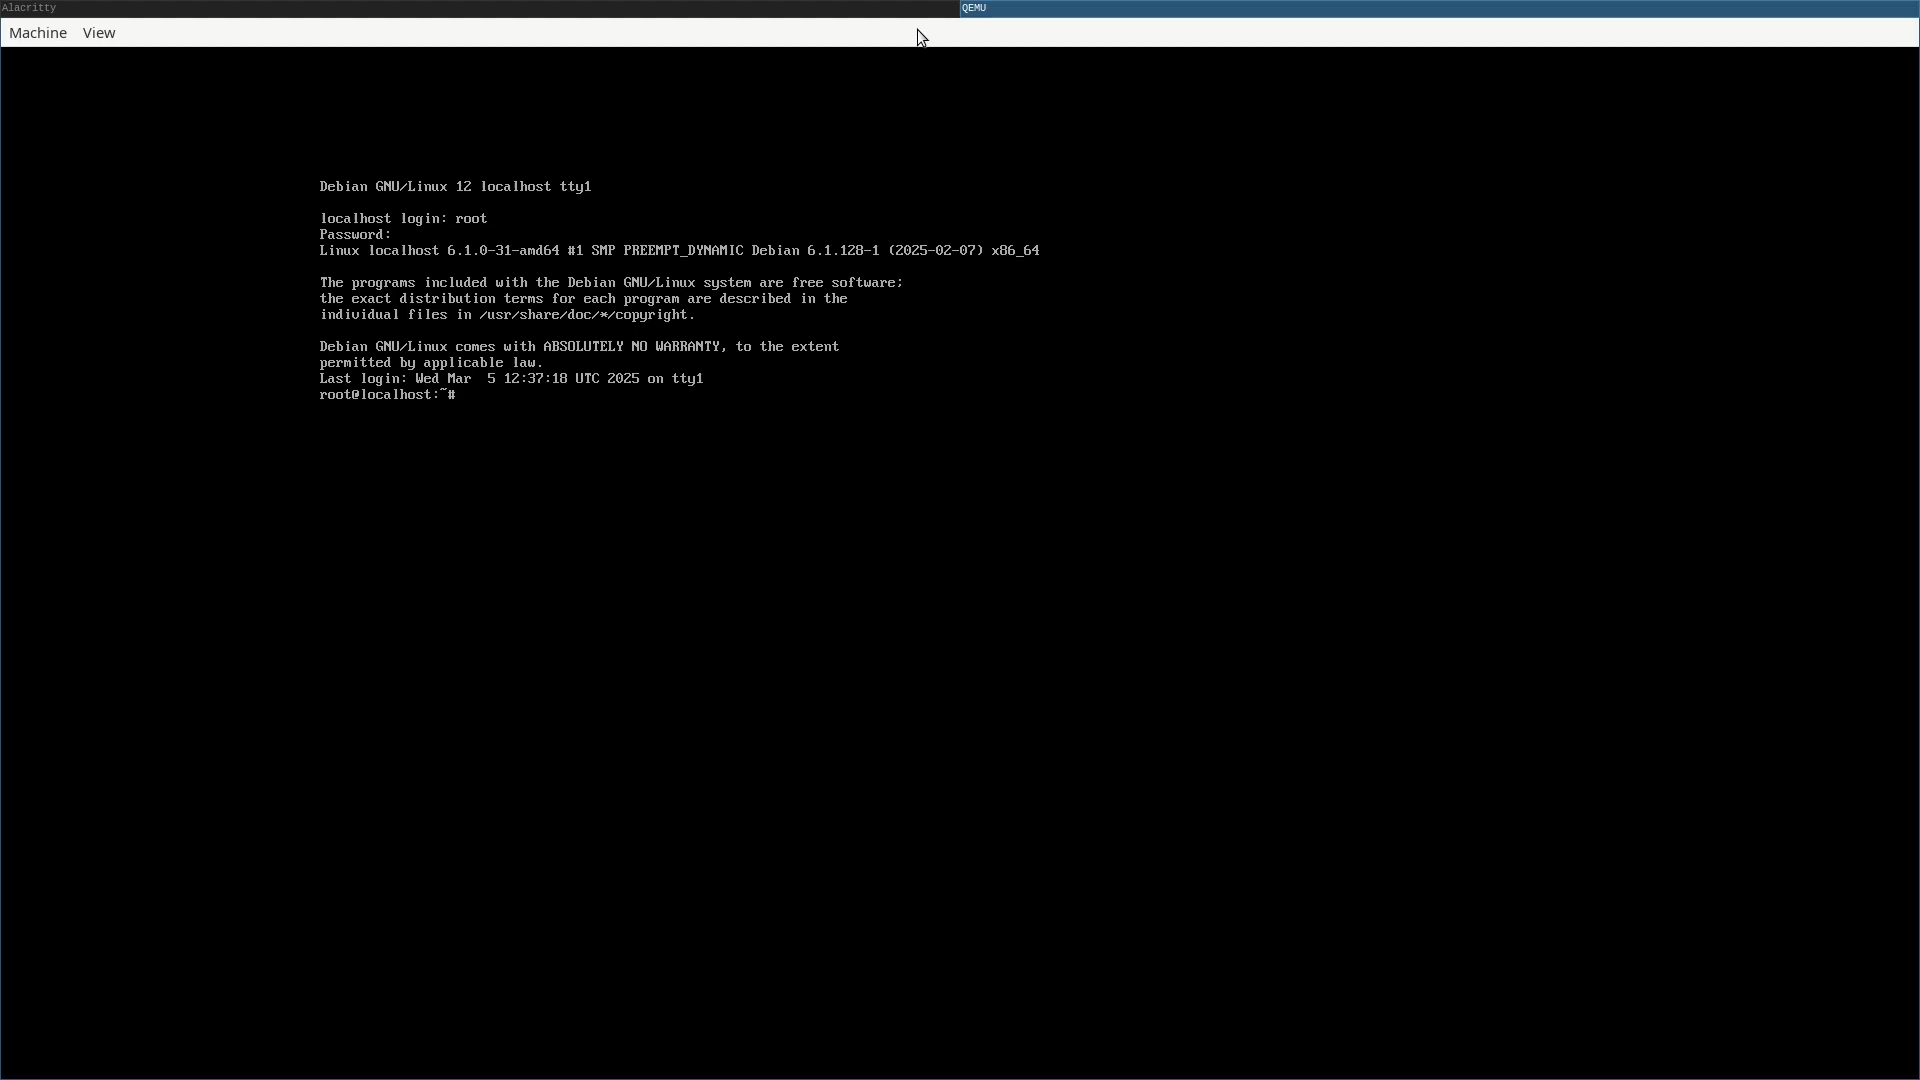 Alacritty QEMU
Machine View
Debian GNU/Linux 12 localhost tty1
localhost login: root
Password:
Linux localhost 6.1.0-31-amd64 #1 SMP PREEMPT_DYNAMIC Debian 6.1.128-1 (2025-02-07) x86_64
The programs included with the Debian GNU/Linux system are free software;
the exact distribution terms for each program are described in the
individual files in /usr/share/doc/*/copyright.
Debian GNU/Linux comes with ABSOLUTELY NO WARRANTY, to the extent
permitted by applicable law.
Last login: Wed Mar  5 12:37:18 UTC 2025 on tty1
root@localhost:~#